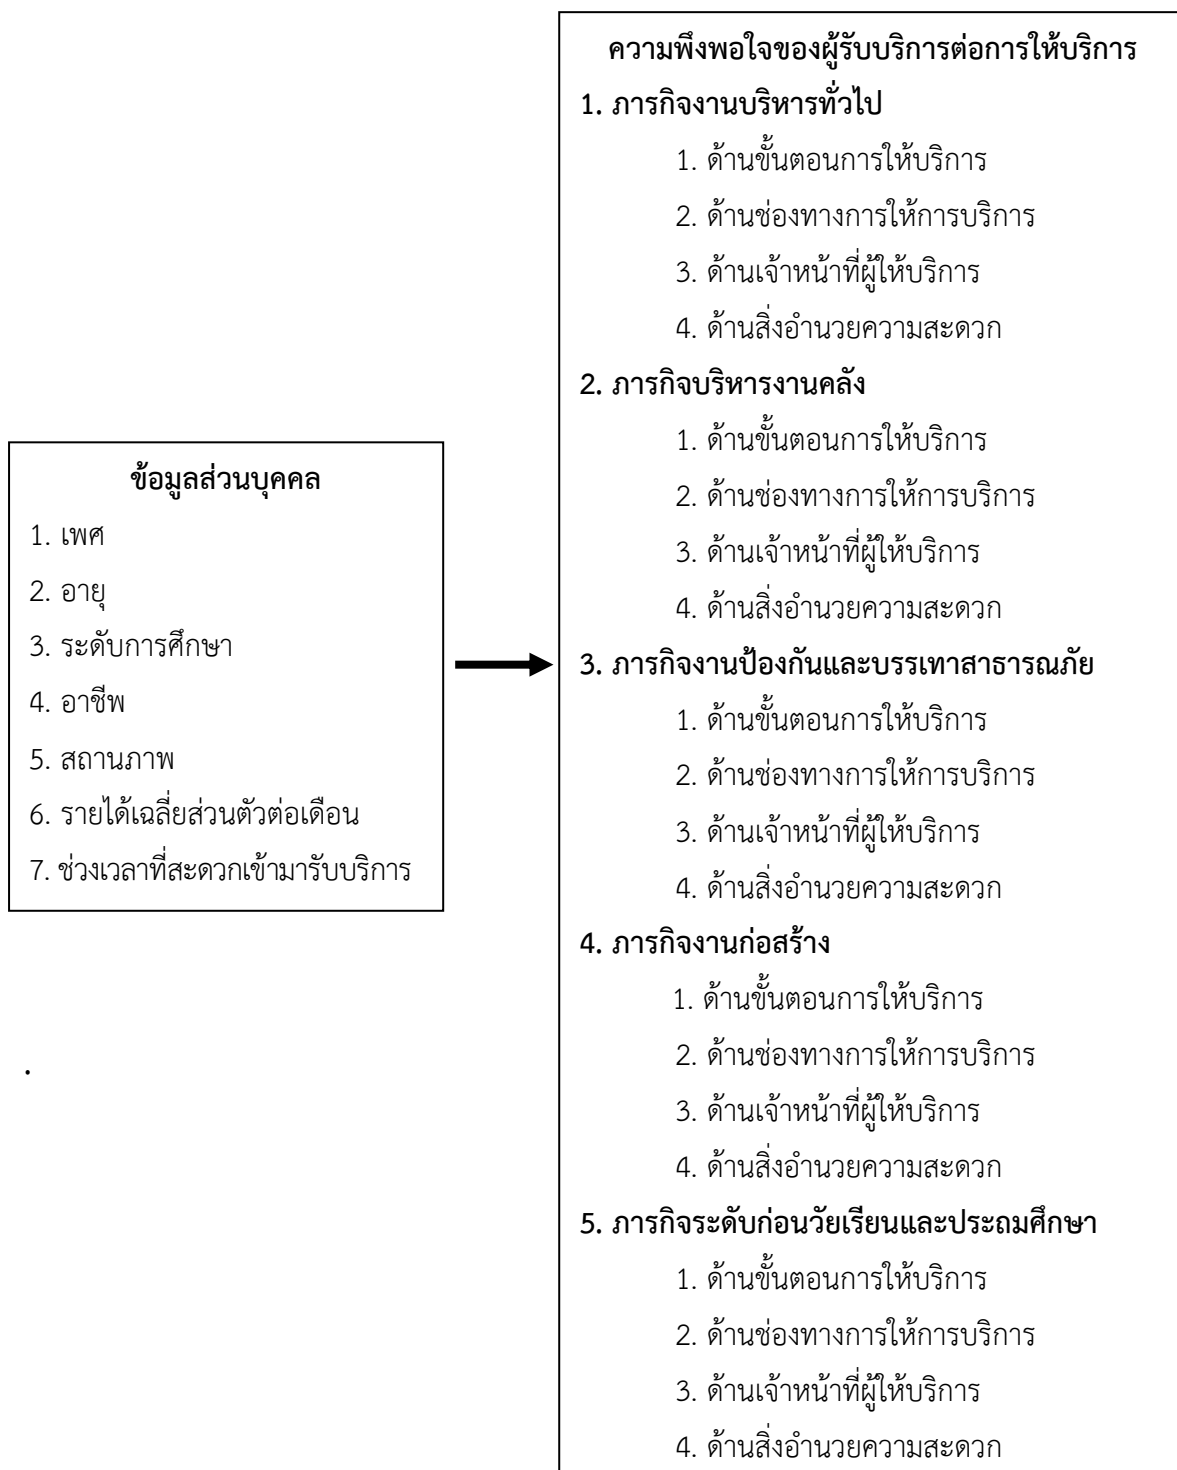 ข้อมูลส่วนบุคคล
1. เพศ
2. อายุ
3. ระดับการศึกษา
4. อาชีพ
5. สถานภาพ
6. รายได้เฉลี่ยส่วนตัวต่อเดือน
7. ช่วงเวลาที่สะดวกเข้ามารับบริการ
.
ความพึงพอใจของผู้รับบริการต่อการให้บริการ
1. ภารกิจงานบริหารทั่วไป
1. ด้านขั้นตอนการให้บริการ
2. ด้านช่องทางการให้การบริการ
3. ด้านเจ้าหน้าที่ผู้ให้บริการ
4. ด้านสิ่งอำนวยความสะดวก
2. ภารกิจบริหารงานคลัง
1. ด้านขั้นตอนการให้บริการ
2. ด้านช่องทางการให้การบริการ
3. ด้านเจ้าหน้าที่ผู้ให้บริการ
4. ด้านสิ่งอำนวยความสะดวก
3. ภารกิจงานป้องกันและบรรเทาสาธารณภัย
1. ด้านขั้นตอนการให้บริการ
2. ด้านช่องทางการให้การบริการ
3. ด้านเจ้าหน้าที่ผู้ให้บริการ
4. ด้านสิ่งอำนวยความสะดวก
4. ภารกิจงานก่อสร้าง
1. ด้านขั้นตอนการให้บริการ
2. ด้านช่องทางการให้การบริการ
3. ด้านเจ้าหน้าที่ผู้ให้บริการ
4. ด้านสิ่งอำนวยความสะดวก
5. ภารกิจระดับก่อนวัยเรียนและประถมศึกษา
1. ด้านขั้นตอนการให้บริการ
2. ด้านช่องทางการให้การบริการ
3. ด้านเจ้าหน้าที่ผู้ให้บริการ
4. ด้านสิ่งอำนวยความสะดวก